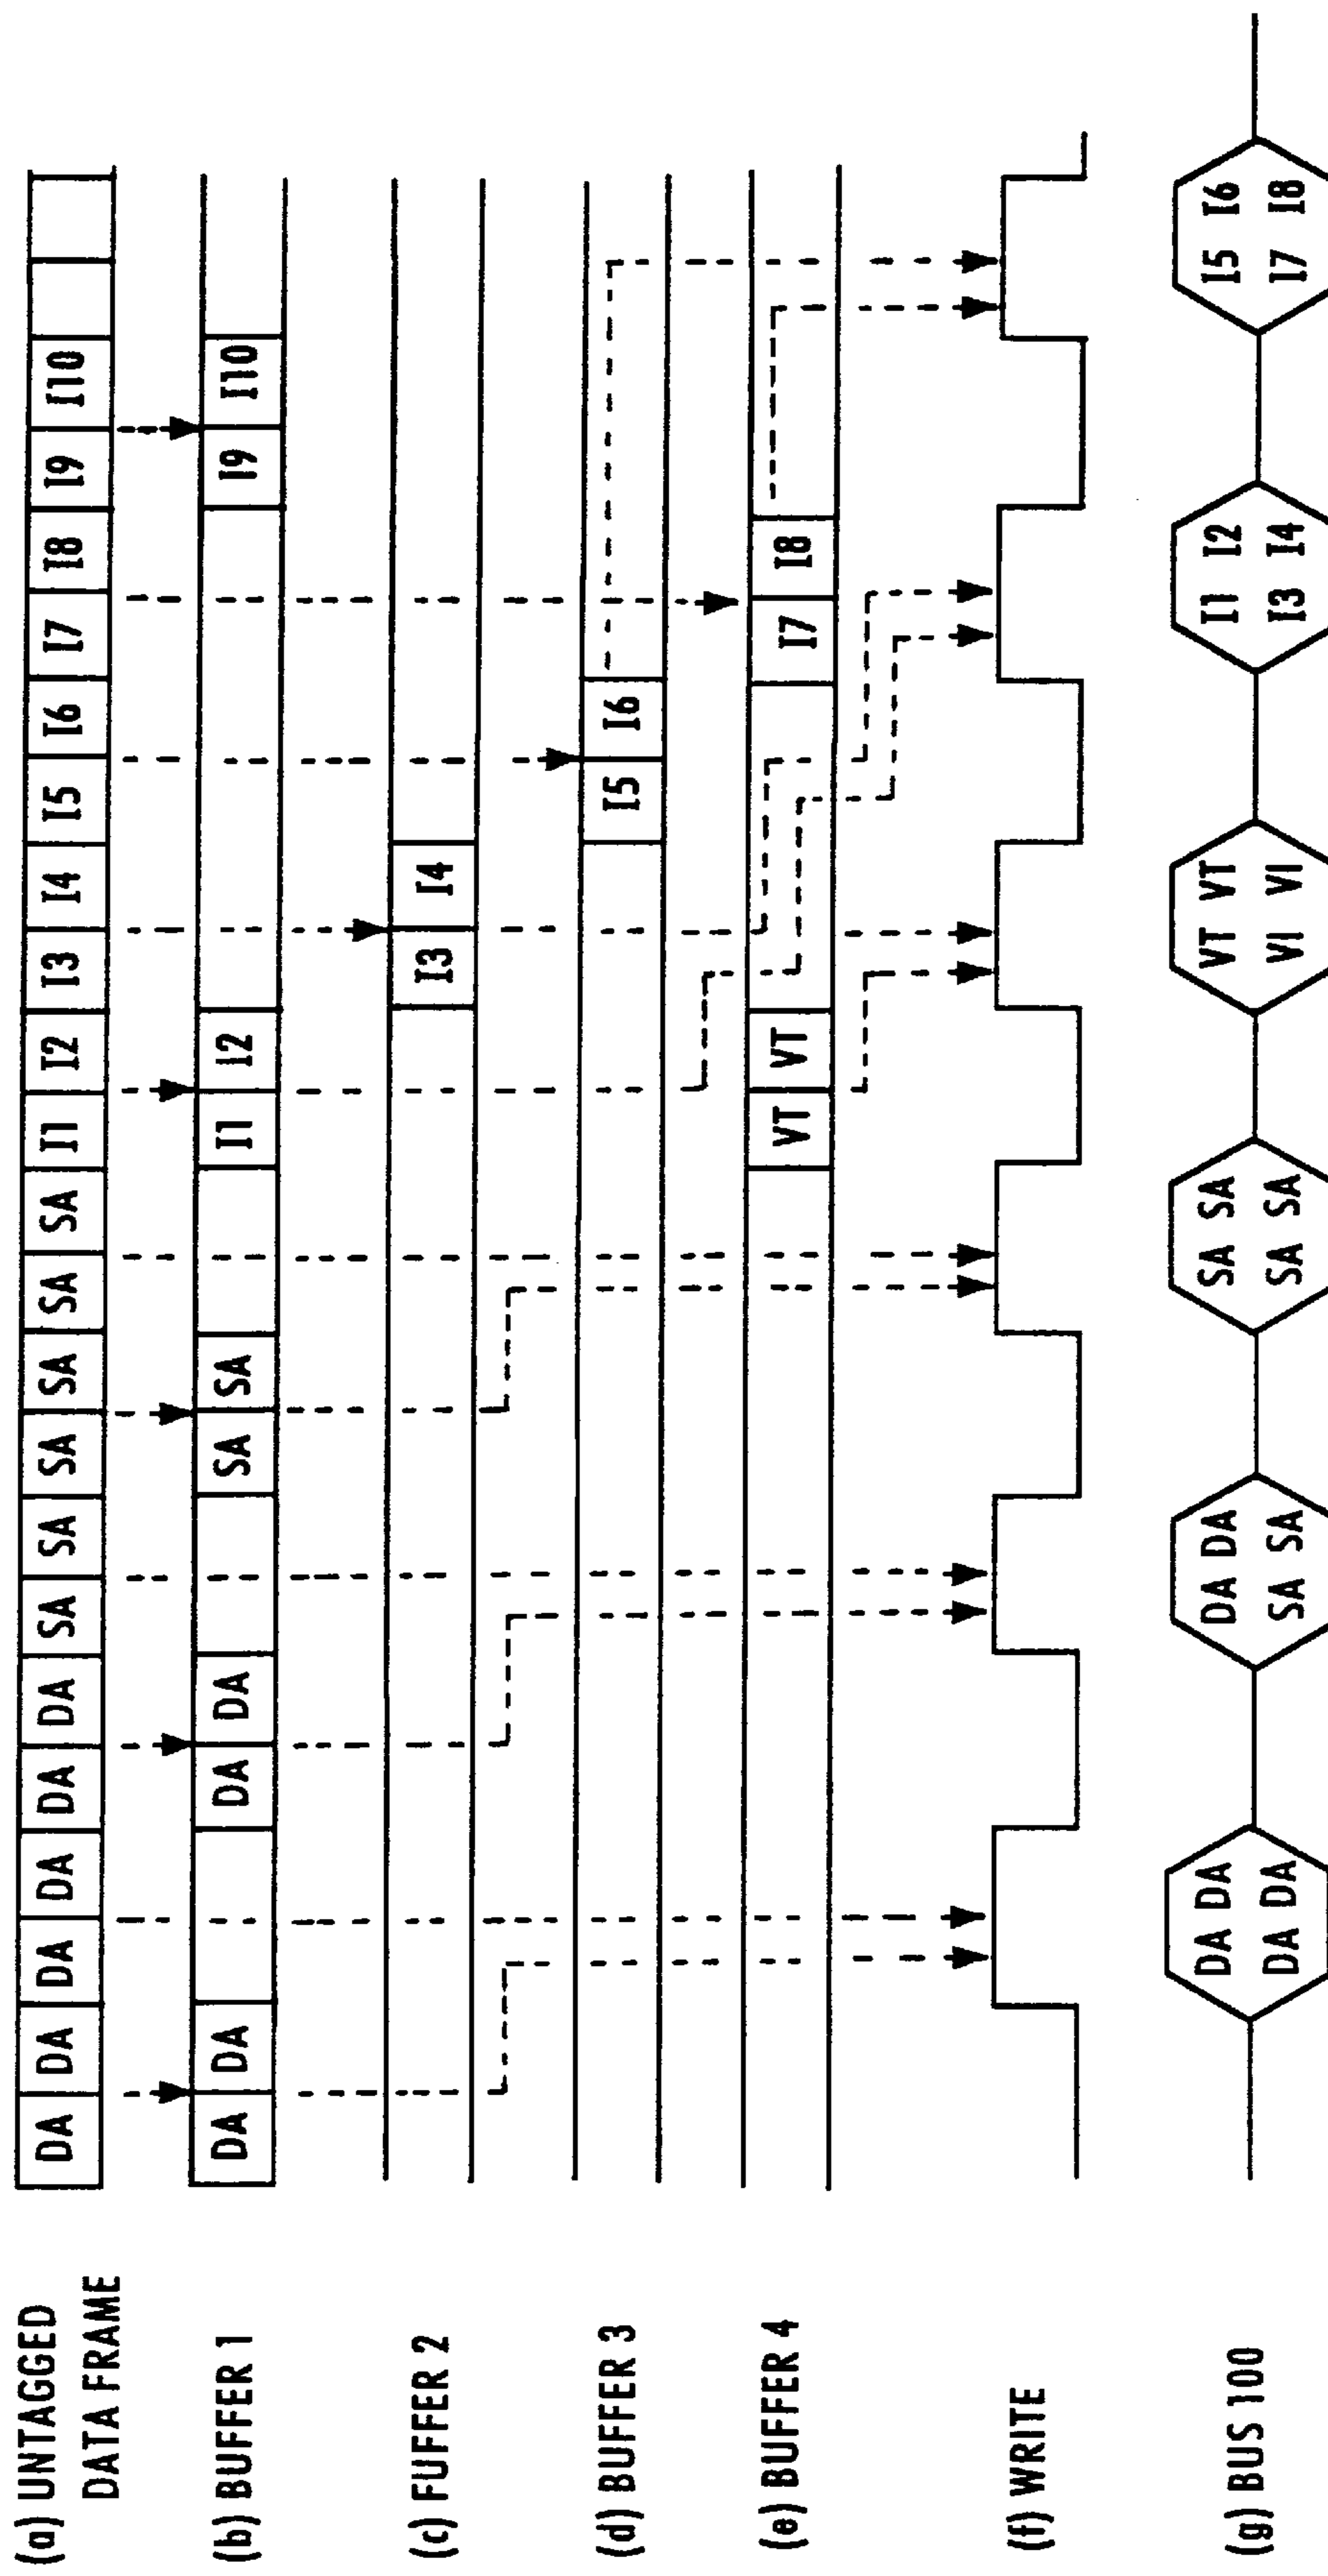 (a) UNTAGGED
DATA FRAME
DA DA DA DA DA DA SA SA SA SA SA SA I1 I2 I3 I4 I5 I6 I7 I8 I9 I10
(b) BUFFER 1
DA DA DA DA SA SA I1 I2 I9 I10
(c) FUFFER 2
I3 I4
(d) BUFFER 3
I5 I6
(e) BUFFER 4
VT VT I7 I8
(f) WRITE
(g) BUS 100
DA DA
DA DA
DA DA
SA SA
SA SA
SA SA
VT VT
VI VI
I1 I2
I3 I4
I5 I6
I7 I8